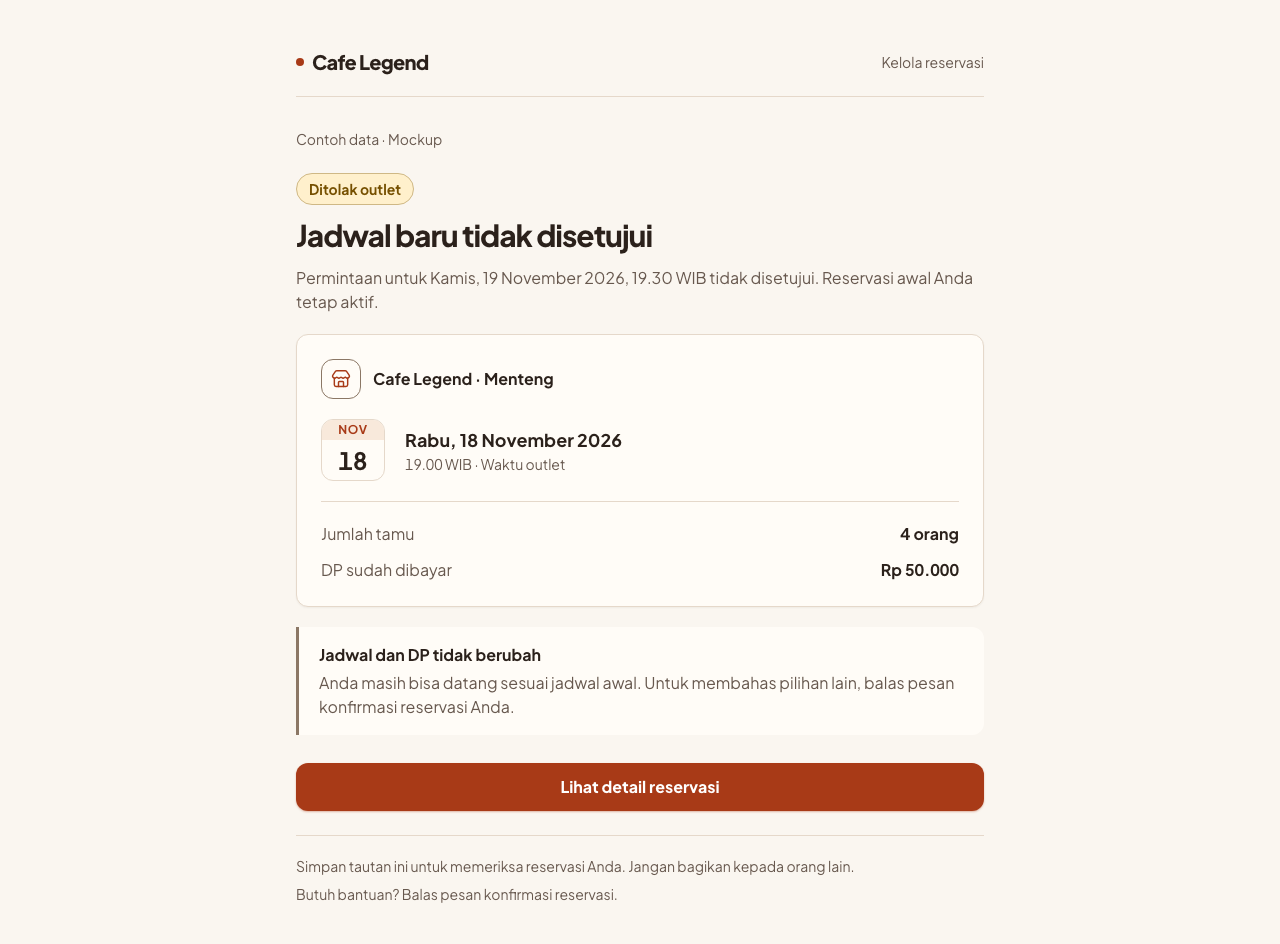 Cafe Legend
Kelola reservasi
Contoh data · Mockup
Ditolak outlet
Jadwal baru tidak disetujui
Permintaan untuk Kamis, 19 November 2026, 19.30 WIB tidak disetujui. Reservasi awal Anda
tetap aktif.
Cafe Legend · Menteng
NOV
18
Rabu, 18 November 2026
19.00 WIB · Waktu outlet
Jumlah tamu
4 orang
DP sudah dibayar
Rp 50.000
Jadwal dan DP tidak berubah
Anda masih bisa datang sesuai jadwal awal. Untuk membahas pilihan lain, balas pesan
konfirmasi reservasi Anda.
Lihat detail reservasi
Simpan tautan ini untuk memeriksa reservasi Anda. Jangan bagikan kepada orang lain.
Butuh bantuan? Balas pesan konfirmasi reservasi.